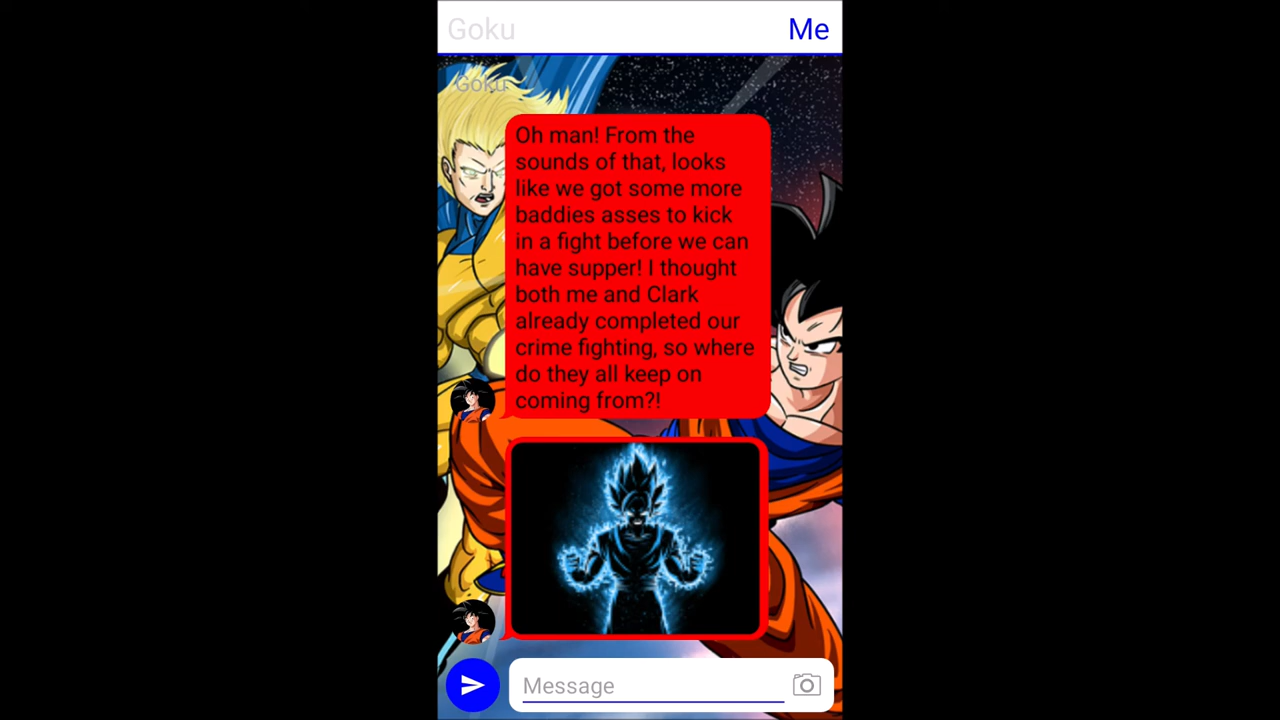 Goku Me
Goku
Oh man! From the
sounds of that, looks
like we got some more
baddies asses to kick
in a fight before we can
have supper! I thought
both me and Clark
already completed our
crime fighting, so where
do they all keep on
coming from?!
Message